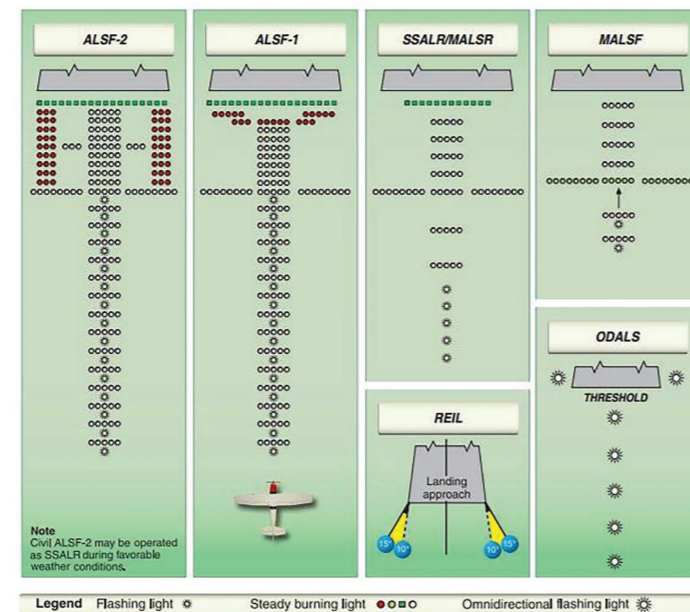 ALSF-2
ALSF-1
SSALR/MALSR
MALSF
ODALS
THRESHOLD
REIL
Landing
approach
15°
10°
10°
15°
Note
Civil ALSF-2 may be operated
as SSALR during favorable
weather conditions.
Legend Flashing light Steady burning light Omnidirectional flashing light